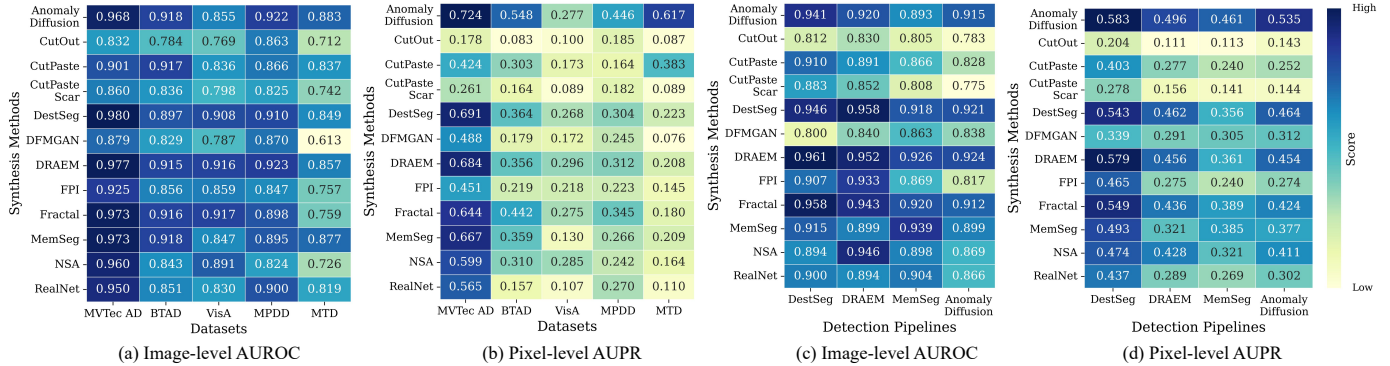 Synthesis Methods
Anomaly
Diffusion 0.968 0.918 0.855 0.922 0.883
CutOut 0.832 0.784 0.769 0.863 0.712
CutPaste 0.901 0.917 0.836 0.866 0.837
CutPaste
Scar 0.860 0.836 0.798 0.825 0.742
DestSeg 0.980 0.897 0.908 0.910 0.849
DFMGAN 0.879 0.829 0.787 0.870 0.613
DRAEM 0.977 0.915 0.916 0.923 0.857
FPI 0.925 0.856 0.859 0.847 0.757
Fractal 0.973 0.916 0.917 0.898 0.759
MemSeg 0.973 0.918 0.847 0.895 0.877
NSA 0.960 0.843 0.891 0.824 0.726
RealNet 0.950 0.851 0.830 0.900 0.819
MVTec AD BTAD VisA MPDD MTD
Datasets
(a) Image-level AUROC
Synthesis Methods
Anomaly
Diffusion 0.724 0.548 0.277 0.446 0.617
CutOut 0.178 0.083 0.100 0.185 0.087
CutPaste 0.424 0.303 0.173 0.164 0.383
CutPaste
Scar 0.261 0.164 0.089 0.182 0.089
DestSeg 0.691 0.364 0.268 0.304 0.223
DFMGAN 0.488 0.179 0.172 0.245 0.076
DRAEM 0.684 0.356 0.296 0.312 0.208
FPI 0.451 0.219 0.218 0.223 0.145
Fractal 0.644 0.442 0.275 0.345 0.180
MemSeg 0.667 0.359 0.130 0.266 0.209
NSA 0.599 0.310 0.285 0.242 0.164
RealNet 0.565 0.157 0.107 0.270 0.110
MVTec AD BTAD VisA MPDD MTD
Datasets
(b) Pixel-level AUPR
Synthesis Methods
Anomaly
Diffusion 0.941 0.920 0.893 0.915
CutOut 0.812 0.830 0.805 0.783
CutPaste 0.910 0.891 0.866 0.828
CutPaste
Scar 0.883 0.852 0.808 0.775
DestSeg 0.946 0.958 0.918 0.921
DFMGAN 0.800 0.840 0.863 0.838
DRAEM 0.961 0.952 0.926 0.924
FPI 0.907 0.933 0.869 0.817
Fractal 0.958 0.943 0.920 0.912
MemSeg 0.915 0.899 0.939 0.899
NSA 0.894 0.946 0.898 0.869
RealNet 0.900 0.894 0.904 0.866
DestSeg DRAEM MemSeg Anomaly
Diffusion
Detection Pipelines
(c) Image-level AUROC
Synthesis Methods
Anomaly
Diffusion 0.583 0.496 0.461 0.535
CutOut 0.204 0.111 0.113 0.143
CutPaste 0.403 0.277 0.240 0.252
CutPaste
Scar 0.278 0.156 0.141 0.144
DestSeg 0.543 0.462 0.356 0.464
DFMGAN 0.339 0.291 0.305 0.312
DRAEM 0.579 0.456 0.361 0.454
FPI 0.465 0.275 0.240 0.274
Fractal 0.549 0.436 0.389 0.424
MemSeg 0.493 0.321 0.385 0.377
NSA 0.474 0.428 0.321 0.411
RealNet 0.437 0.289 0.269 0.302
DestSeg DRAEM MemSeg Anomaly
Diffusion
Detection Pipelines
(d) Pixel-level AUPR
High
Score
Low